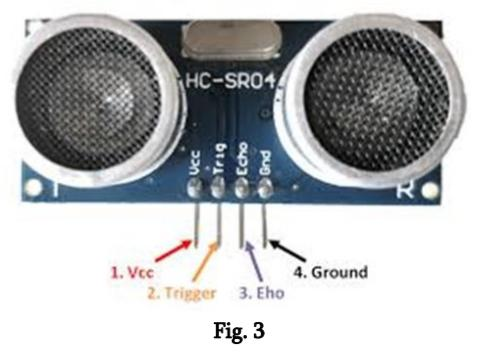 HC-SR04
Vcc
Trig
Echo
Gnd
T
R
1. Vcc
2. Trigger
3. Eho
4. Ground
Fig. 3